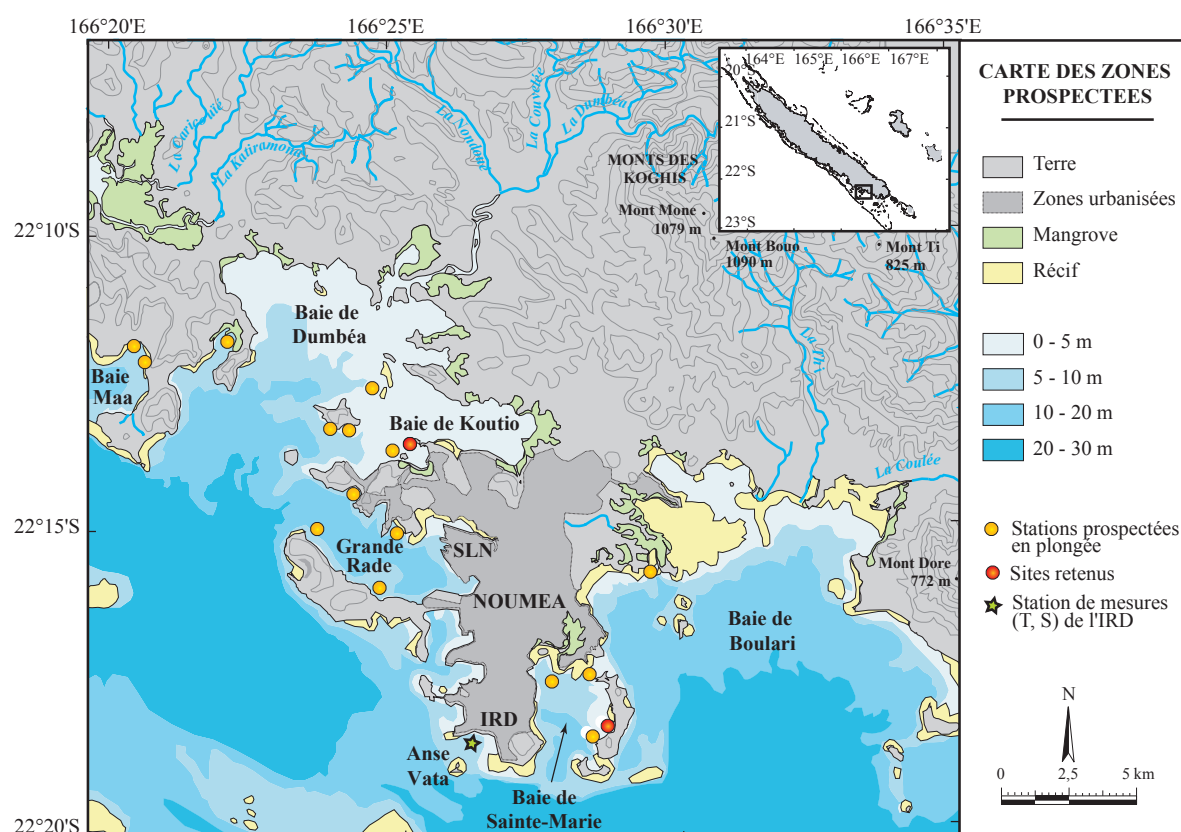 166°20'E
166°25'E
166°30'E
166°35'E
164°E
165°E
166°E
167°E
20°S
21°S
22°S
23°S
CARTE DES ZONES
PROSPECTEES
Terre
Zones urbanisées
Mangrove
Récif
0 - 5 m
5 - 10 m
10 - 20 m
20 - 30 m
Stations prospectées
en plongée
Sites retenus
Station de mesures
(T, S) de l'IRD
N
0
2,5
5 km
La Katiramona
La Nondoué
La Couvelée
La Dumbéa
MONTS DES
KOGHIS
Mont Mone
1079 m
Mont Bouo
1090 m
Mont Ti
825 m
22°10'S
Baie de
Dumbéa
La Thi
Baie
Maa
Baie de Koutio
La Coulée
22°15'S
Grande
Rade
SLN
Mont Dore
772 m
NOUMEA
Baie de
Boulari
IRD
Anse
Vata
Baie de
Sainte-Marie
22°20'S